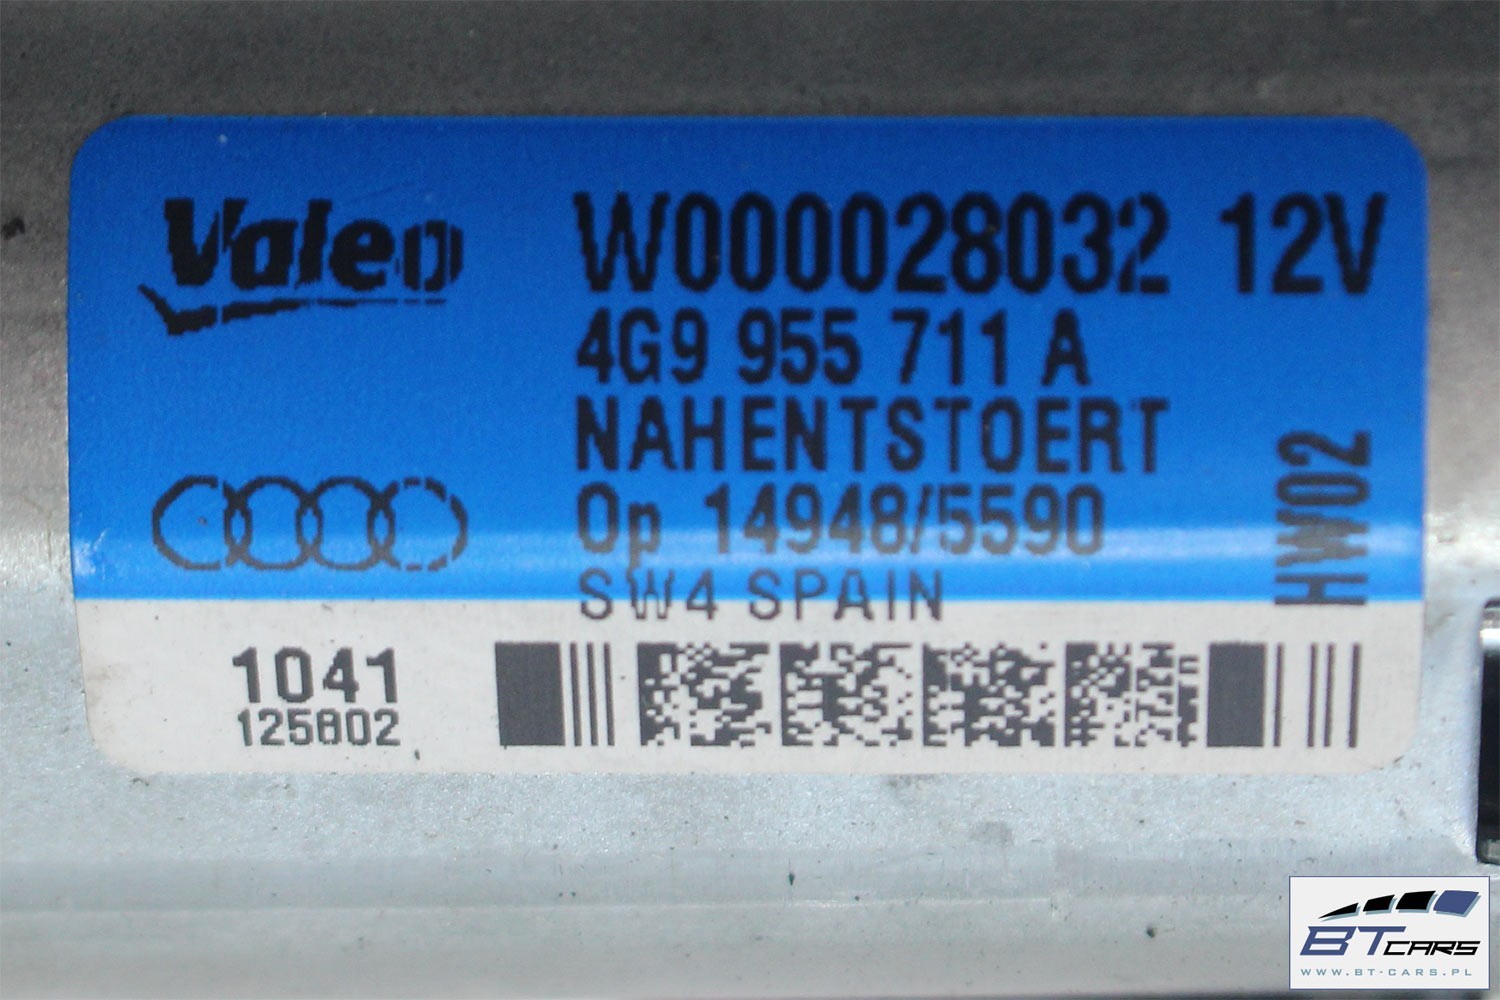 Valeo
W000028032 12V
4G9 955 711 A
NAHENTSTOERT
Op 14948/5590
SW4 SPAIN
HW02
1041
125802
BT CARS
WWW.BT-CARS.PL